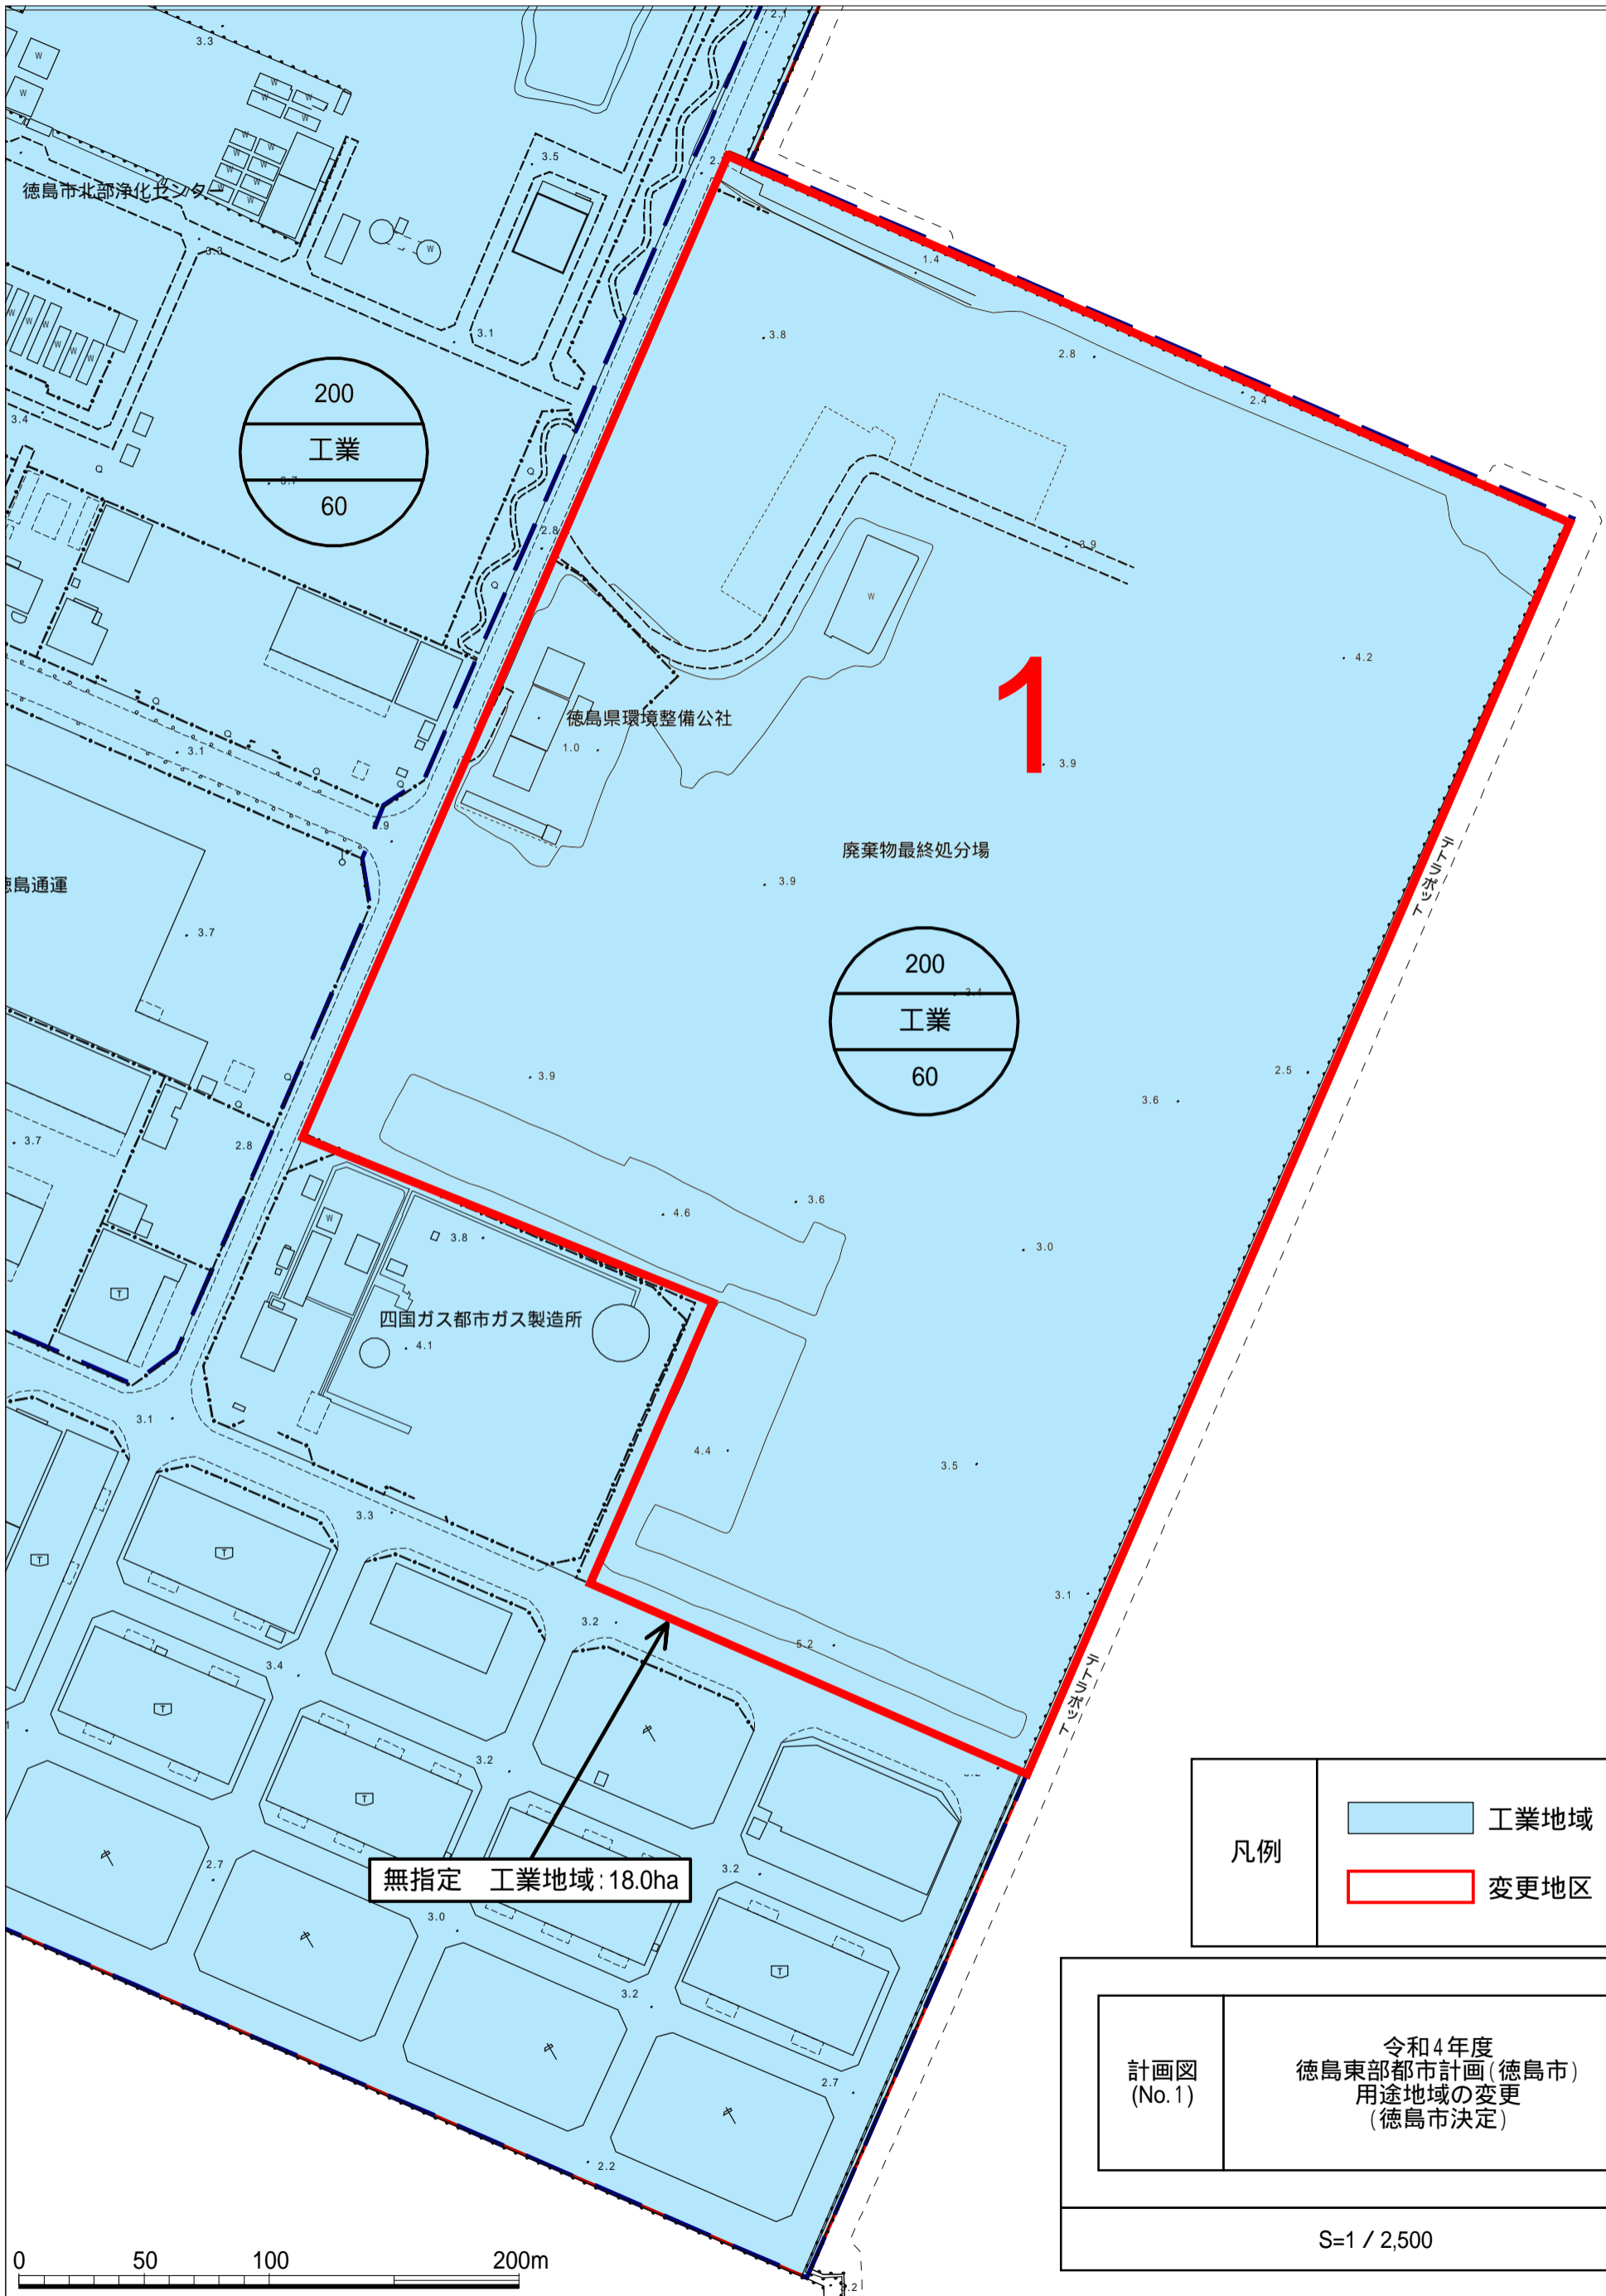 3.3
2.1
W
W
W
W
W
W
3.5
徳島市北部浄化センター
W
W
W
W
W
W
W
W
W
3.3
3.1
1.4
3.8
2.8
2.4
W
W
W
W
W
W
3.4
200
工業
3.7
60
2.8
3.9
W
4.2
徳島県環境整備公社
1.0
1
3.9
3.1
廃棄物最終処分場
テトラポット
徳島通運
3.9
3.7
200
3.4
工業
60
3.9
2.5
3.6
3.7
2.8
W
3.8
4.6
3.6
3.0
T
四国ガス都市ガス製造所
4.1
3.1
4.4
3.5
3.3
T
T
3.1
3.2
5.2
テトラポット
3.4
T
3.2
T
無指定 工業地域:18.0ha
2.7
3.2
3.0
T
3.2
2.7
2.2
凡例
工業地域
変更地区
計画図
(No.1)
令和4年度
徳島東部都市計画(徳島市)
用途地域の変更
(徳島市決定)
S=1 / 2,500
0 50 100 200m